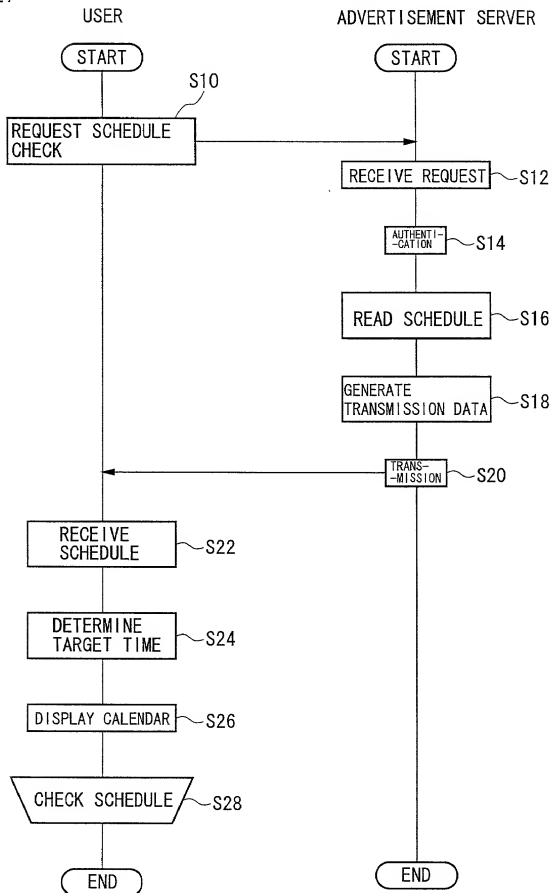 USER
ADVERTISEMENT SERVER
START
START
S10
REQUEST SCHEDULE
CHECK
RECEIVE REQUEST
S12
AUTHENTI-
-CATION
S14
READ SCHEDULE
S16
GENERATE
TRANSMISSION DATA
S18
TRANS-
-MISSION
S20
RECEIVE
SCHEDULE
S22
DETERMINE
TARGET TIME
S24
DISPLAY CALENDAR
S26
CHECK SCHEDULE
S28
END
END